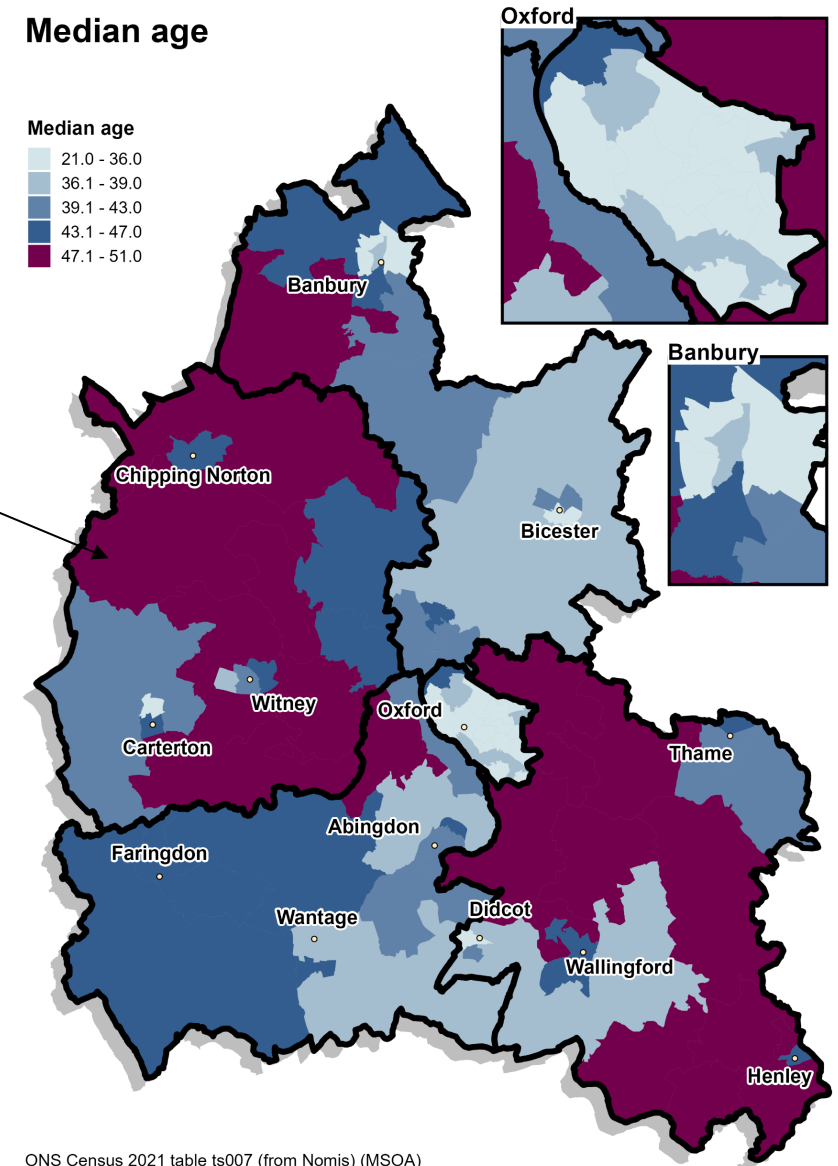 Median age
Oxford
Median age
21.0 - 36.0
36.1 - 39.0
39.1 - 43.0
43.1 - 47.0
47.1 - 51.0
Banbury
Banbury
Chipping Norton
Bicester
Witney
Oxford
Carterton
Thame
Abingdon
Faringdon
Wantage
Didcot
Wallingford
Henley
ONS Census 2021 table ts007 (from Nomis) (MSOA)